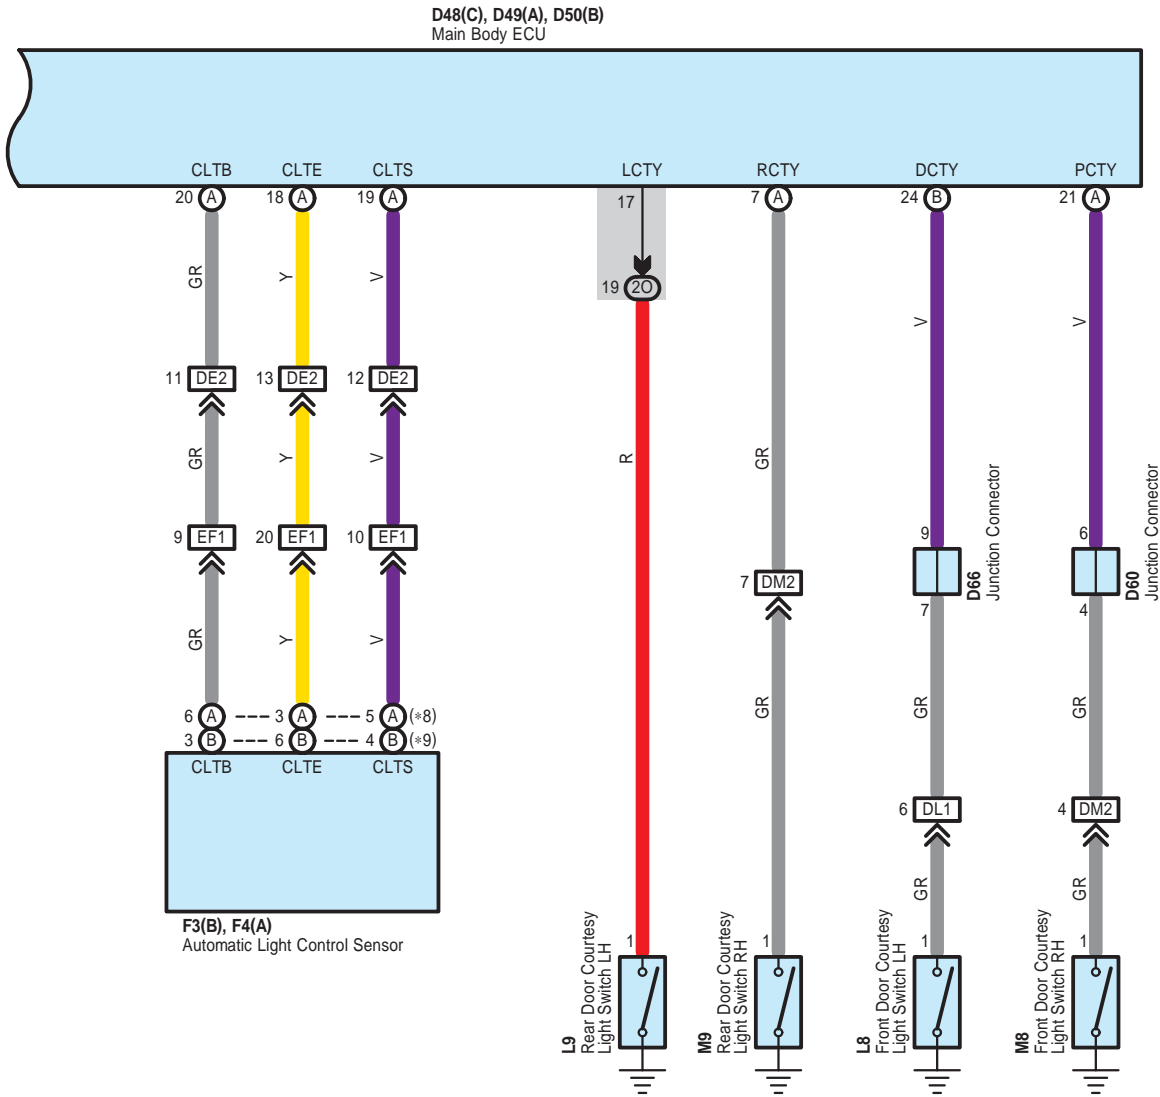 D48(C), D49(A), D50(B)
Main Body ECU
CLTB CLTE CLTS LCTY RCTY DCTY PCTY
20 A 18 A 19 A 17 7 A 24 B 21 A
GR Y V
19 2O
V V
11 DE2 13 DE2 12 DE2
GR Y V R GR
9 EF1 20 EF1 10 EF1
9 6
7 DM2
D66
Junction Connector
D60
Junction Connector
7 4
GR Y V
GR GR GR
6 A 3 A 5 A (*8)
3 B 6 B 4 B (*9)
CLTB CLTE CLTS
6 DL1 4 DM2
GR GR
F3(B), F4(A)
Automatic Light Control Sensor
1 1 1 1
L9
Rear Door Courtesy
Light Switch LH
M9
Rear Door Courtesy
Light Switch RH
L8
Front Door Courtesy
Light Switch LH
M8
Front Door Courtesy
Light Switch RH